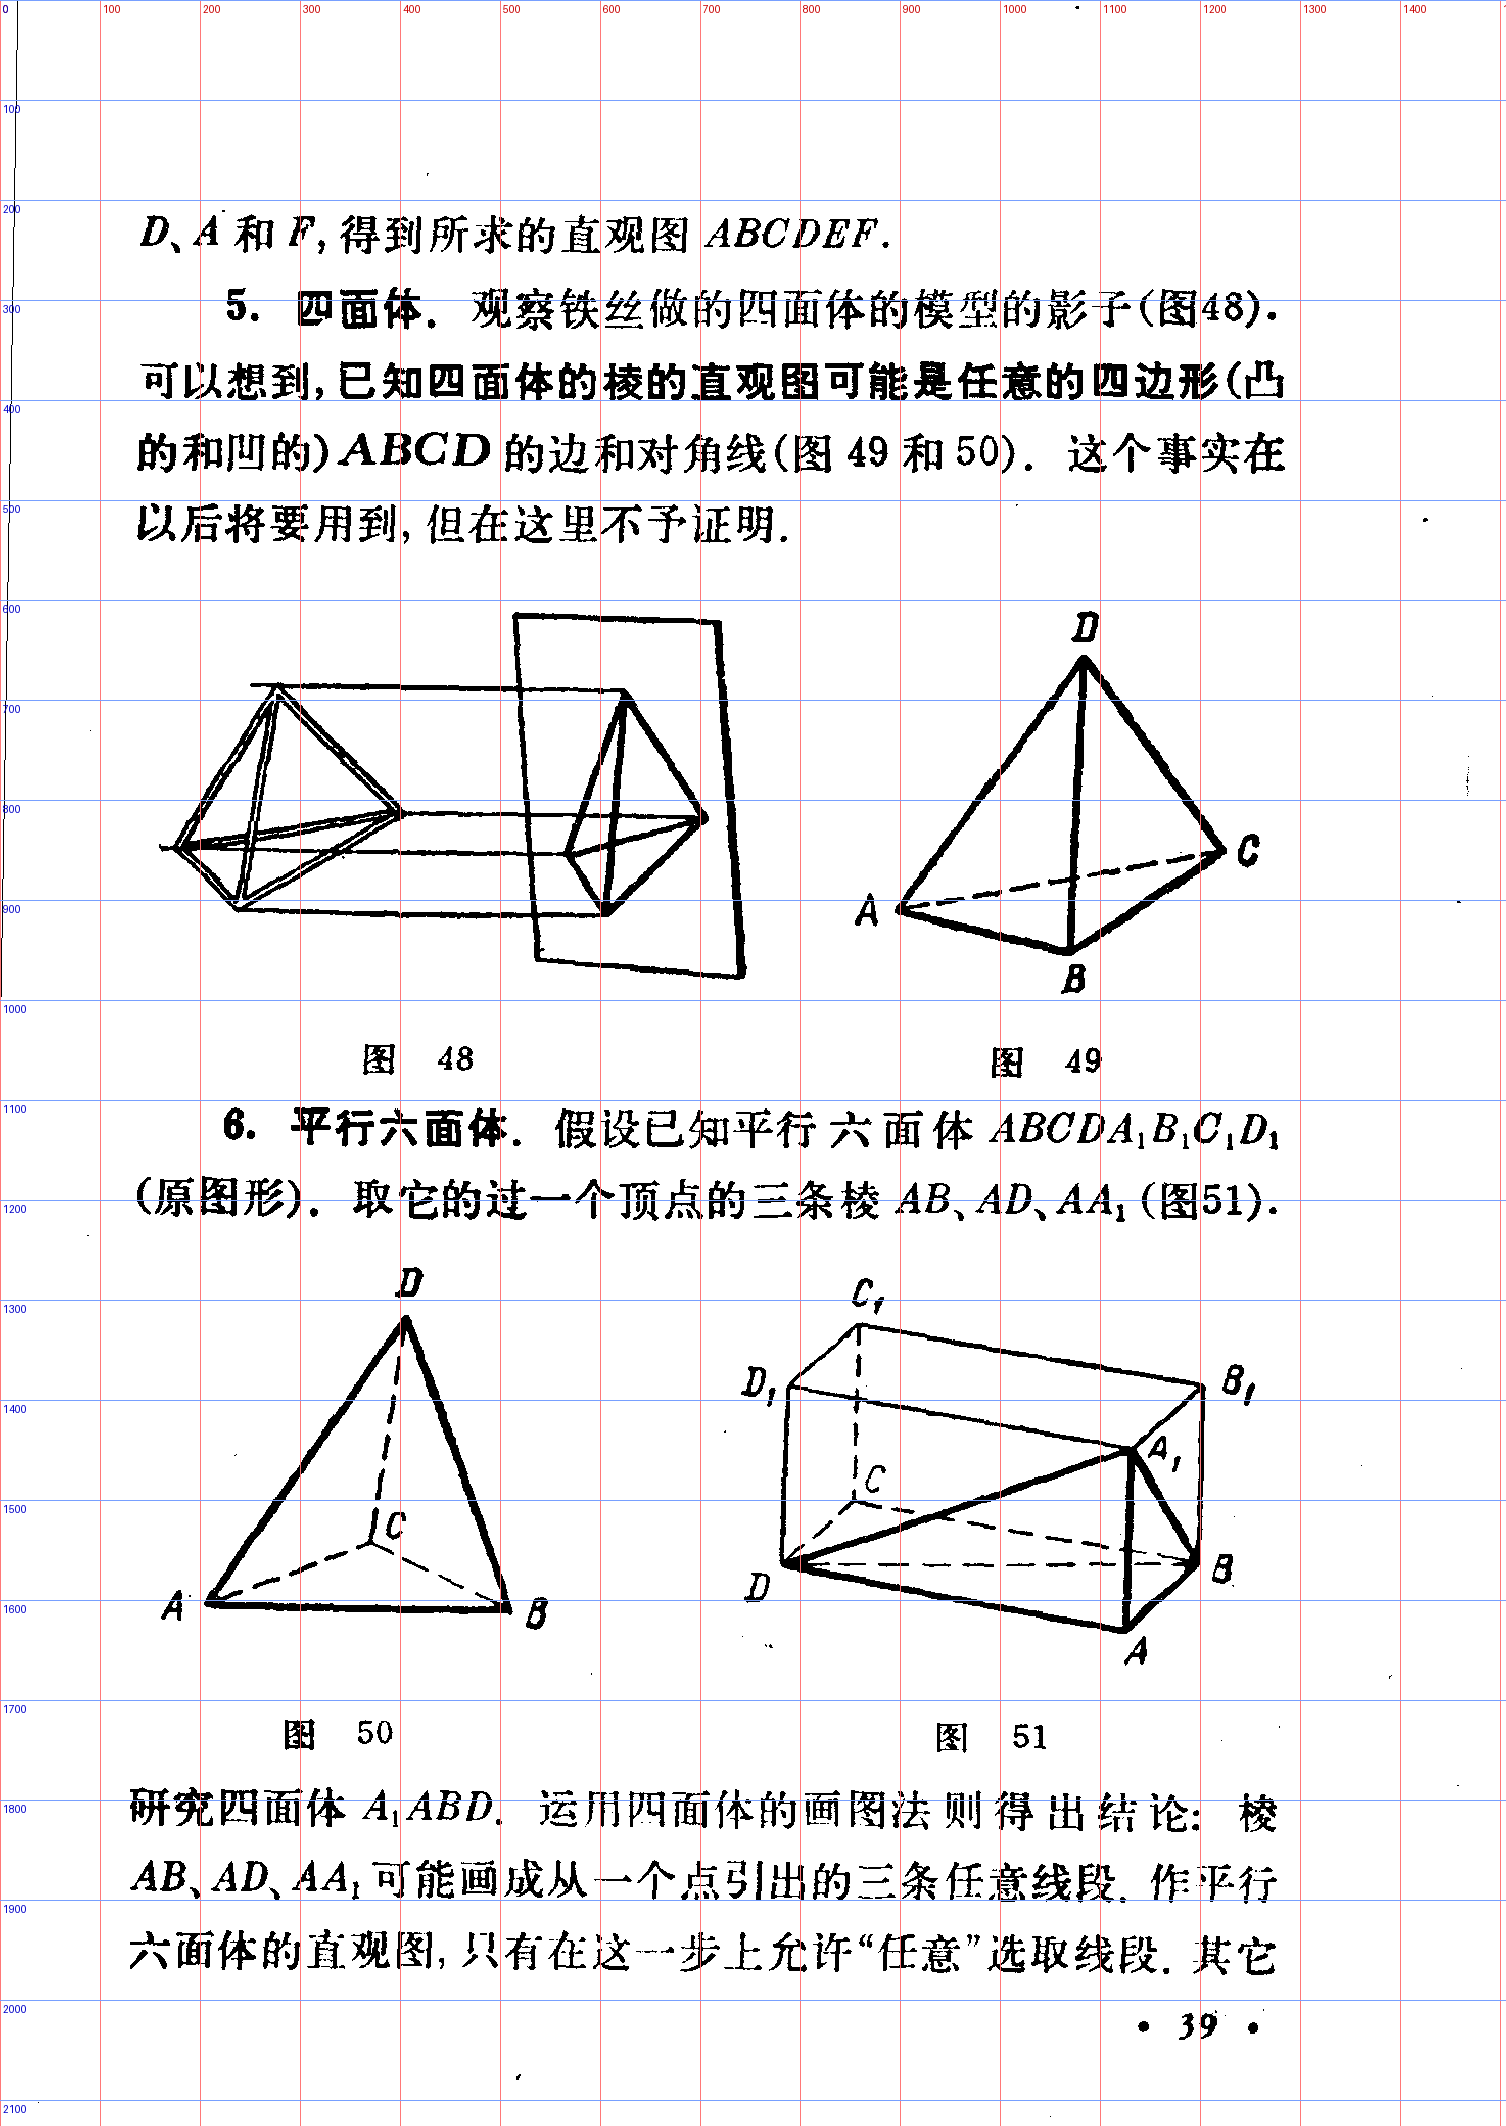 D、A 和 F, 得到所求的直观图 ABCDEF.
5. 四面体. 观察铁丝做的四面体的模型的影子(图48).
可以想到, 已知四面体的棱的直观图可能是任意的四边形(凸
的和凹的)ABCD 的边和对角线(图 49 和 50). 这个事实在
以后将要用到, 但在这里不予证明.
D
C
A
B
图 48
图 49
6. 平行六面体. 假设已知平行六面体 ABCDA₁B₁C₁D₁
(原图形). 取它的过一个顶点的三条棱 AB、AD、AA₁ (图51).
D
C
A
B
C₁
D₁
B₁
A₁
C
D
B
A
图 50
图 51
研究四面体 A₁ABD. 运用四面体的画图法则得出结论: 棱
AB、AD、AA₁ 可能画成从一个点引出的三条任意线段. 作平行
六面体的直观图, 只有在这一步上允许“任意”选取线段. 其它
• 39 •